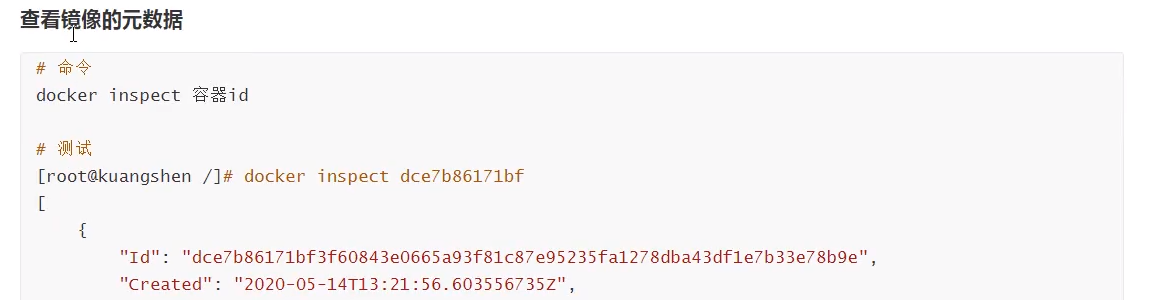 查看镜像的元数据
# 命令
docker inspect 容器id
# 测试
[root@kuangshen /]# docker inspect dce7b86171bf
[
{
"Id": "dce7b86171bf3f60843e0665a93f81c87e95235fa1278dba43df1e7b33e78b9e",
"Created": "2020-05-14T13:21:56.603556735Z",